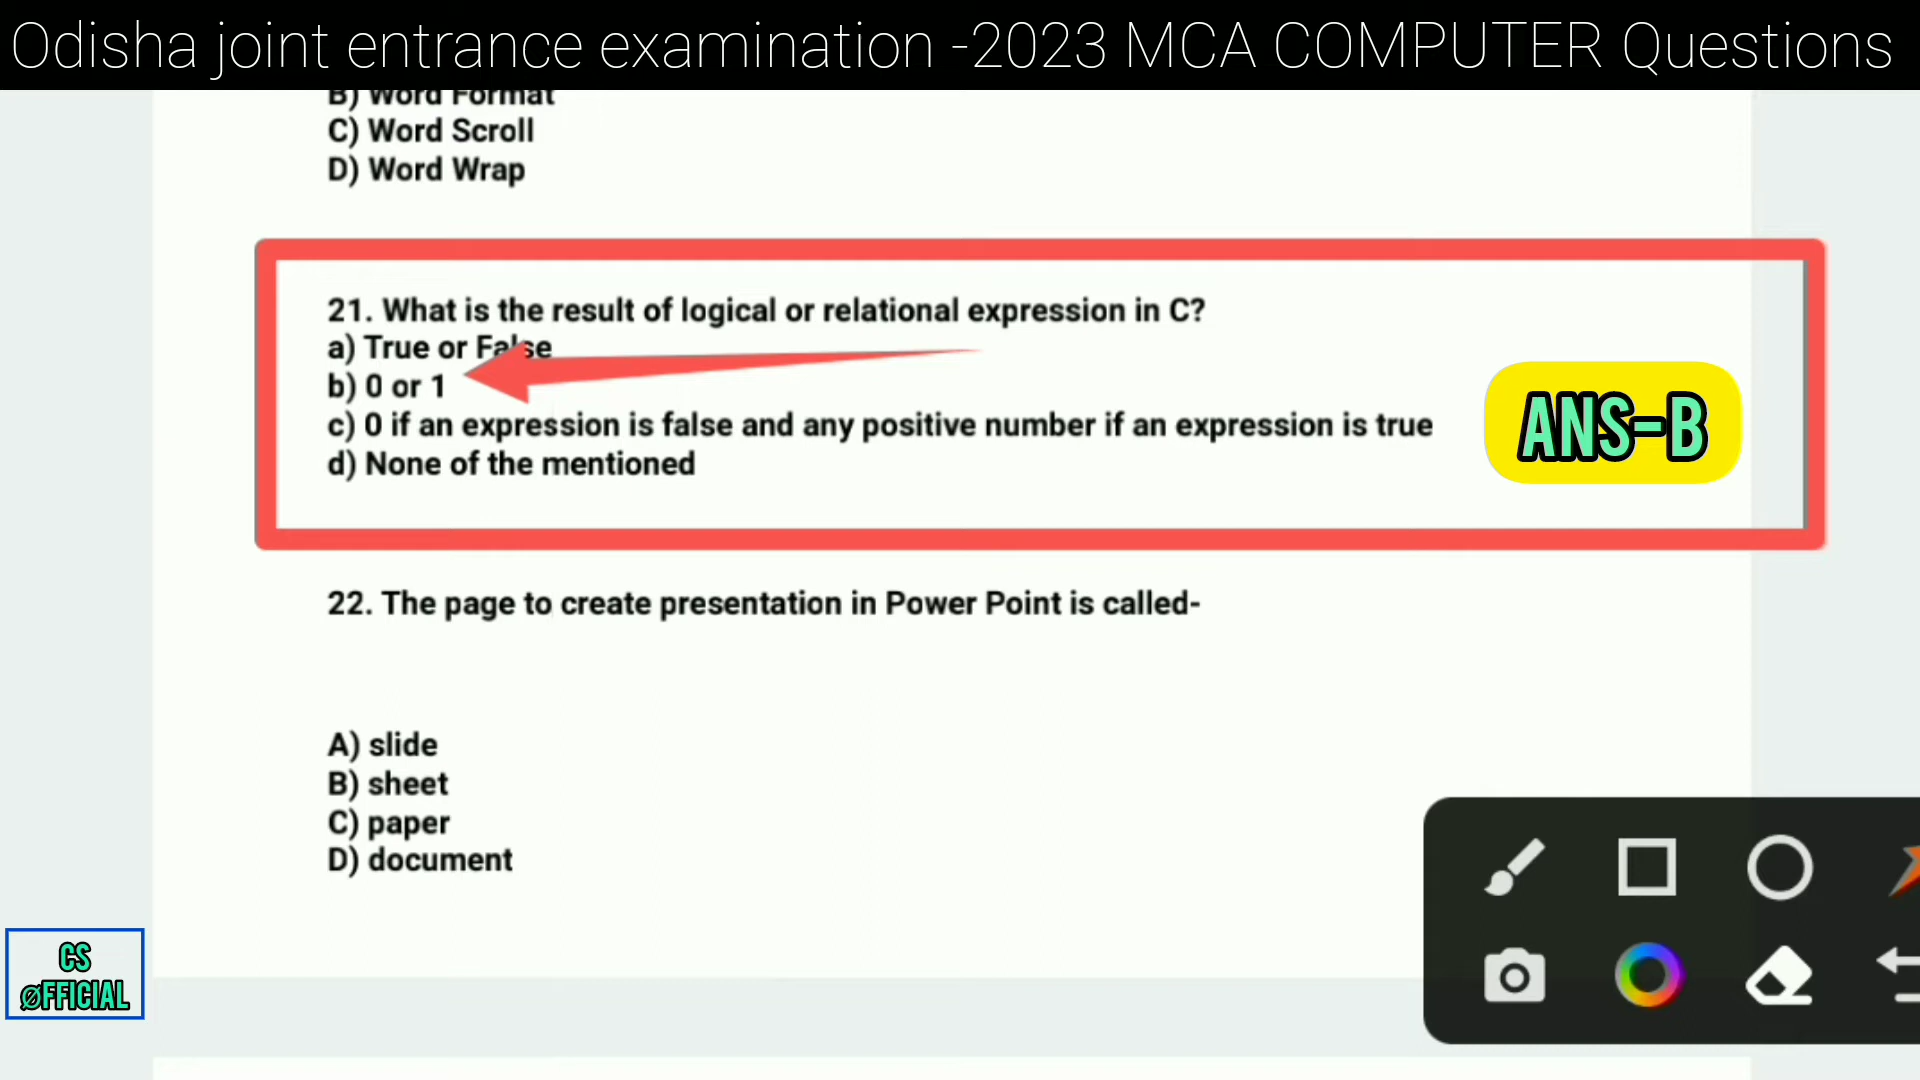 Odisha joint entrance examination -2023 MCA COMPUTER Questions
B) Word Format
C) Word Scroll
D) Word Wrap
21. What is the result of logical or relational expression in C?
a) True or False
b) 0 or 1
c) 0 if an expression is false and any positive number if an expression is true
d) None of the mentioned
ANS-B
22. The page to create presentation in Power Point is called-
A) slide
B) sheet
C) paper
D) document
CS
ØFFICIAL